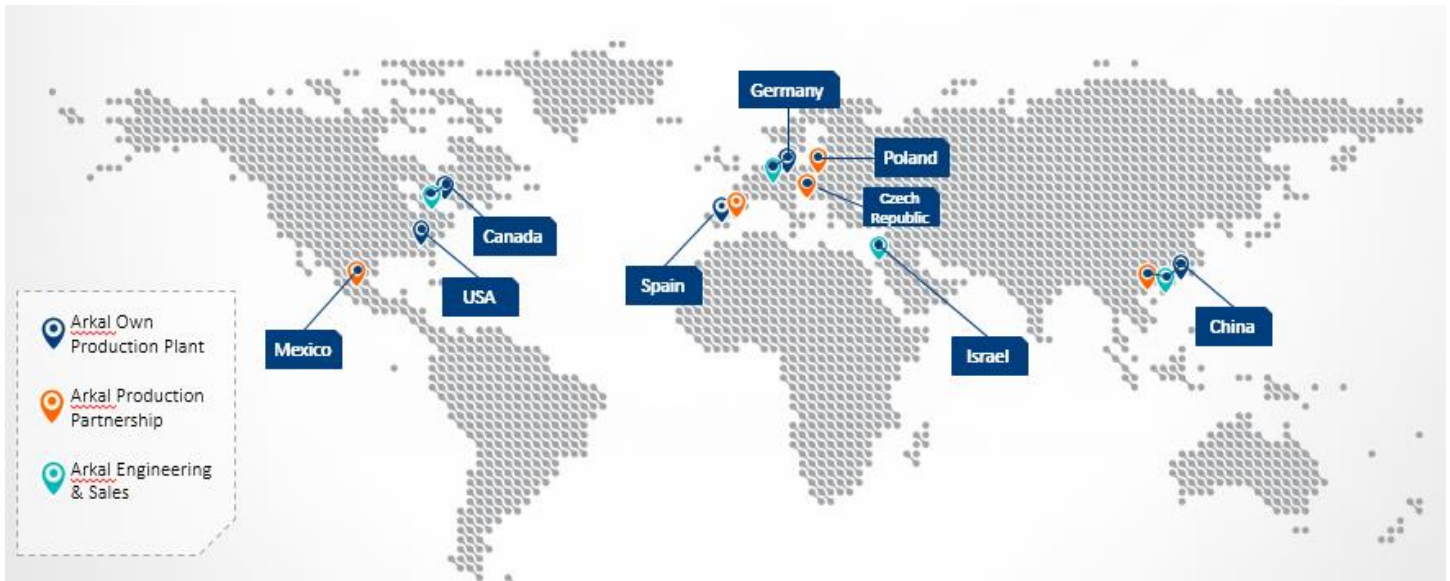 Germany
Poland
Czech
Republic
Canada
Spain
USA
China
Mexico
Israel
Arkal Own
Production Plant
Arkal Production
Partnership
Arkal Engineering
& Sales